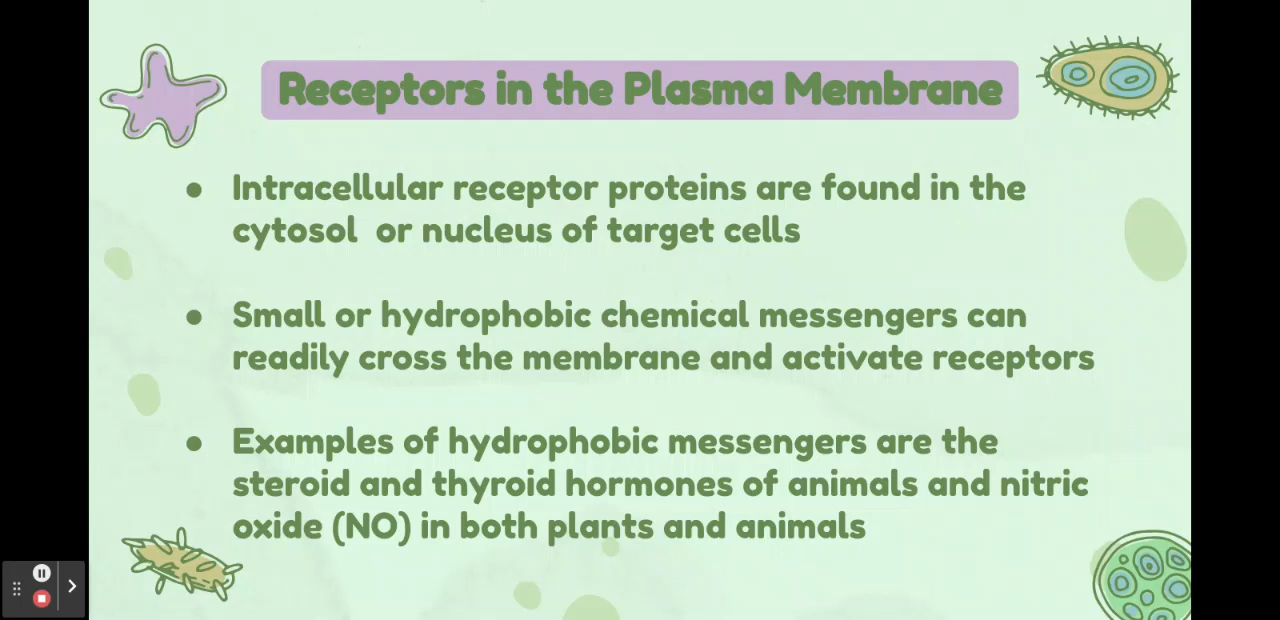 Receptors in the Plasma Membrane
● Intracellular receptor proteins are found in the
cytosol  or nucleus of target cells
● Small or hydrophobic chemical messengers can
readily cross the membrane and activate receptors
● Examples of hydrophobic messengers are the
steroid and thyroid hormones of animals and nitric
oxide (NO) in both plants and animals